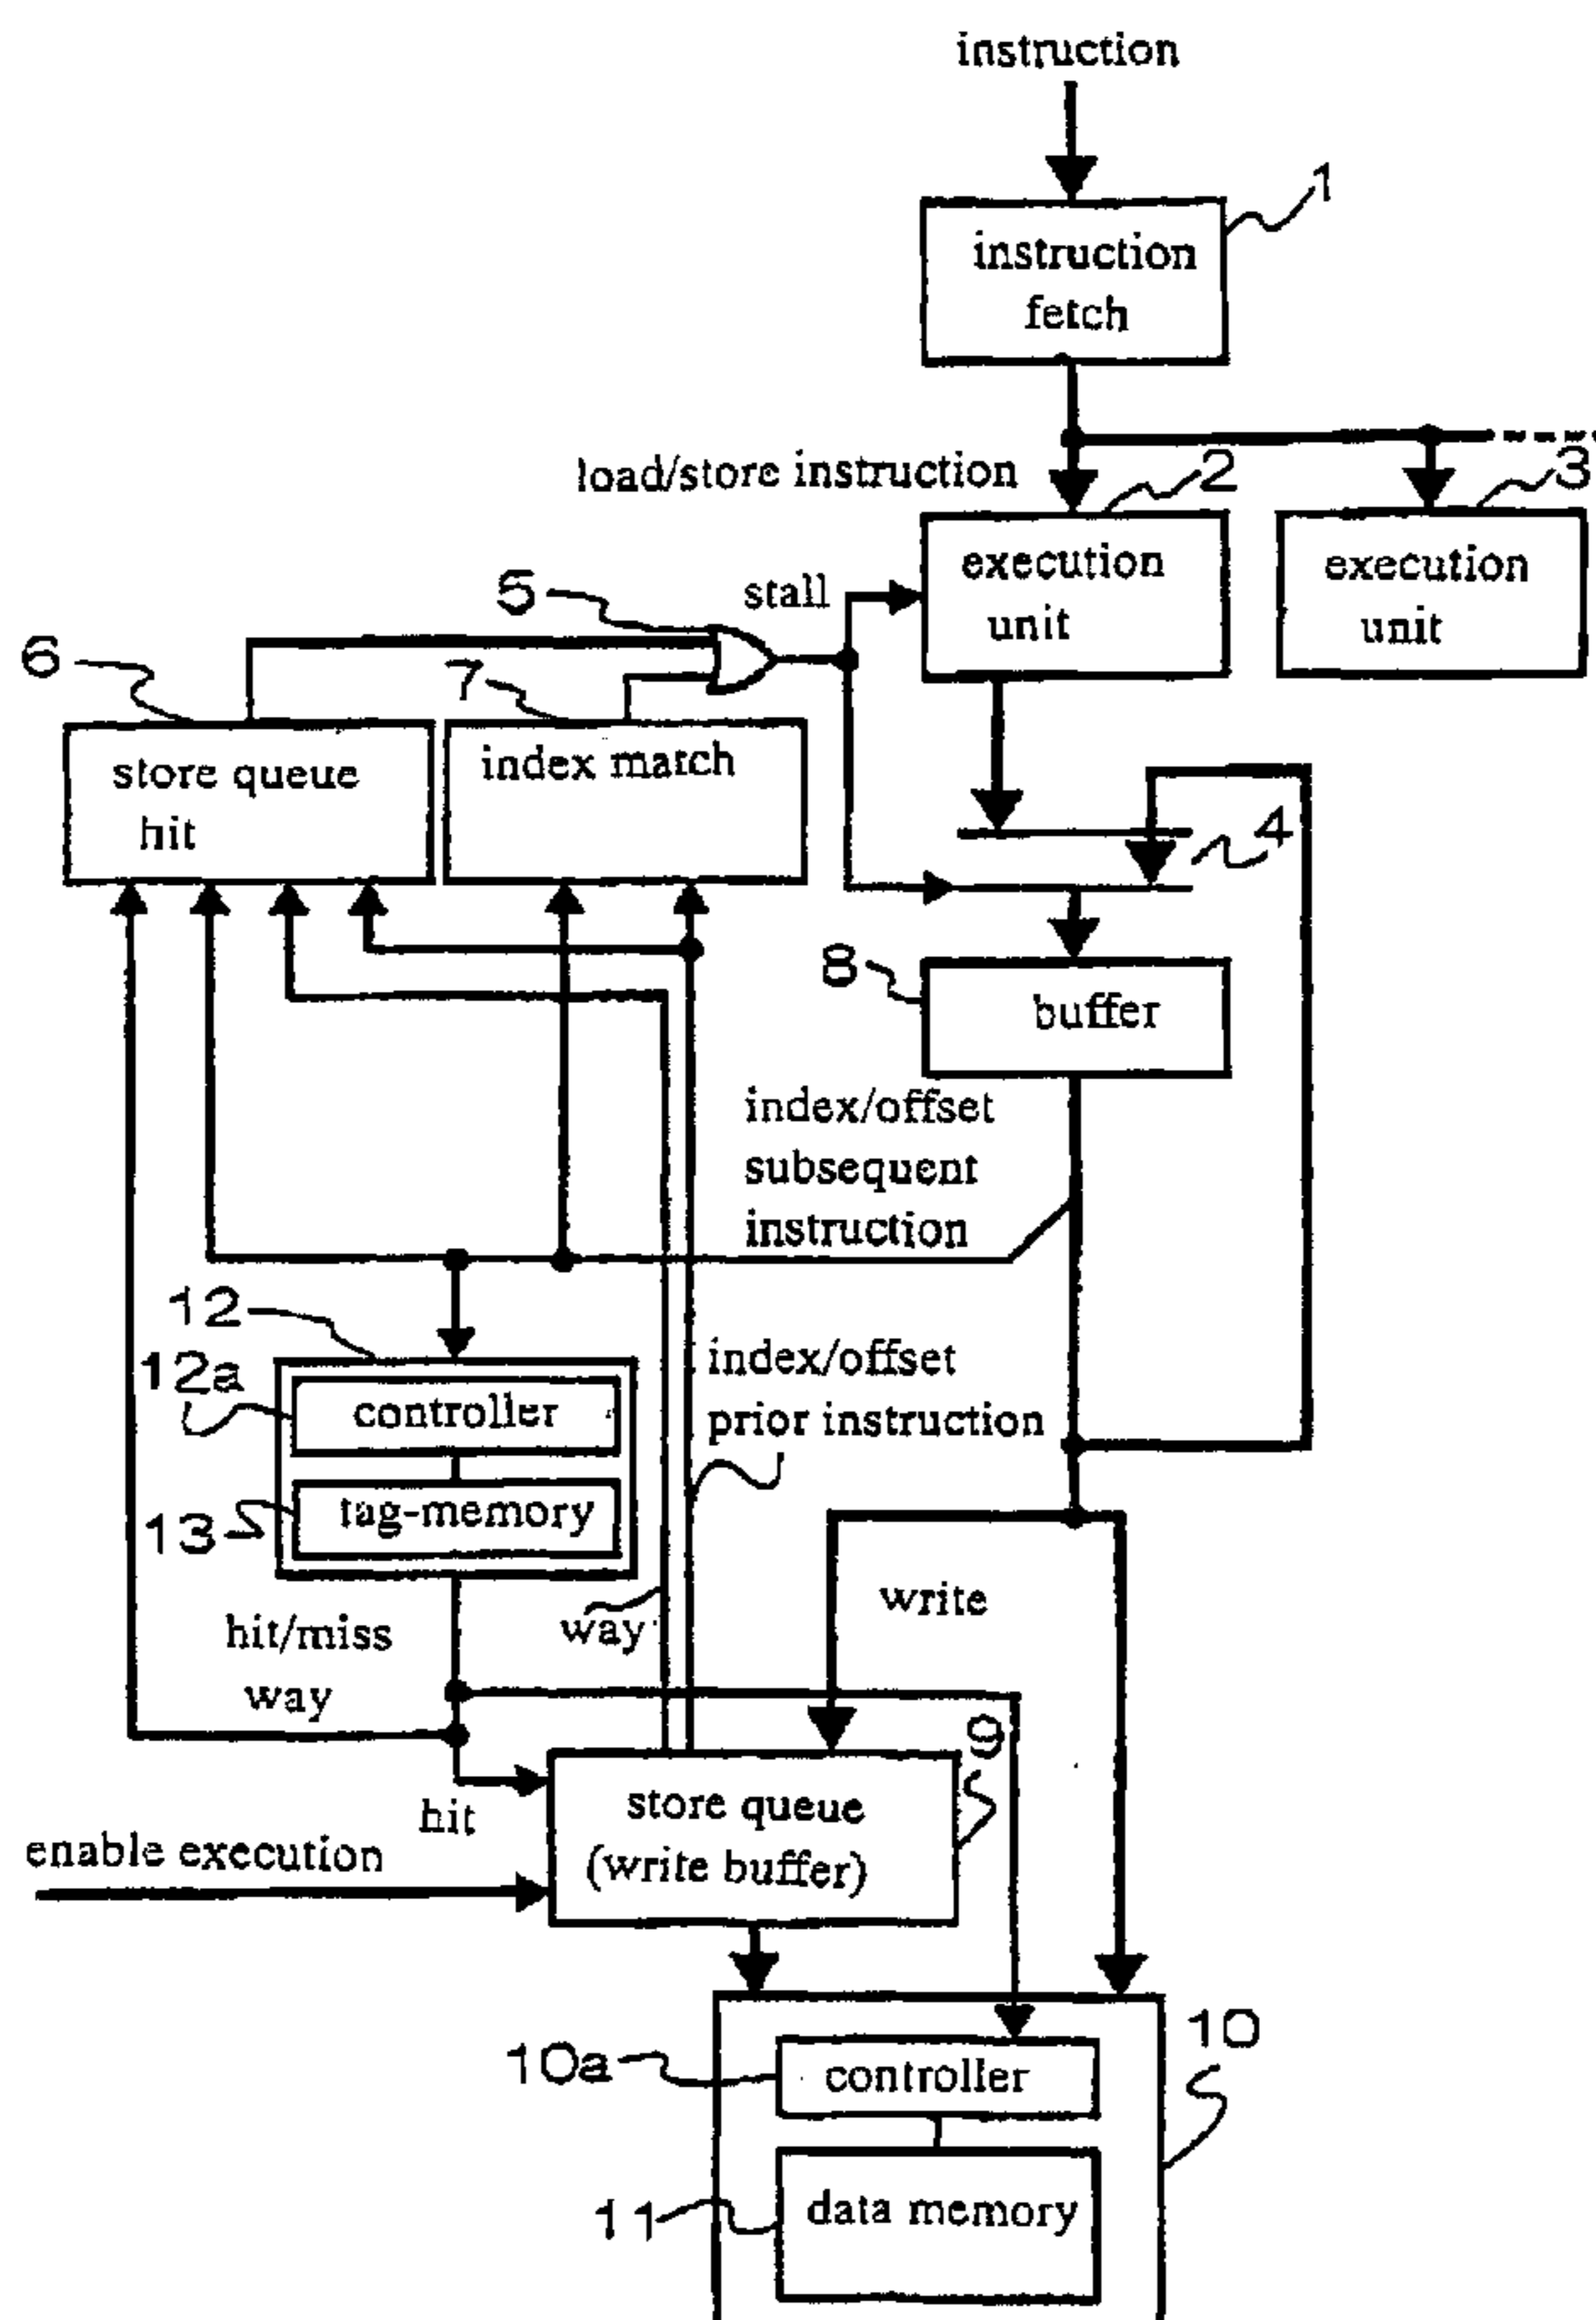 instruction
1
instruction
fetch
load/store instruction
2
3
execution
unit
execution
unit
5
stall
6
7
store queue
hit
index match
4
8
buffer
index/offset
subsequent
instruction
12
12a
controller
index/offset
prior instruction
13
tag-memory
hit/miss
way
way
write
9
hit
store queue
(write buffer)
enable execution
10
10a
controller
11
data memory